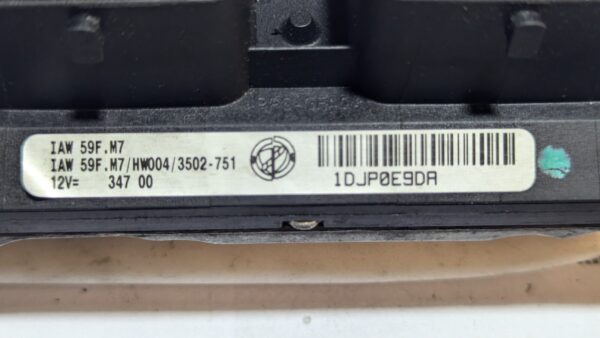 IAW 59F.M7
IAW 59F.M7/HW004/3502-751
12V= 347 00
1DJP0E9DA